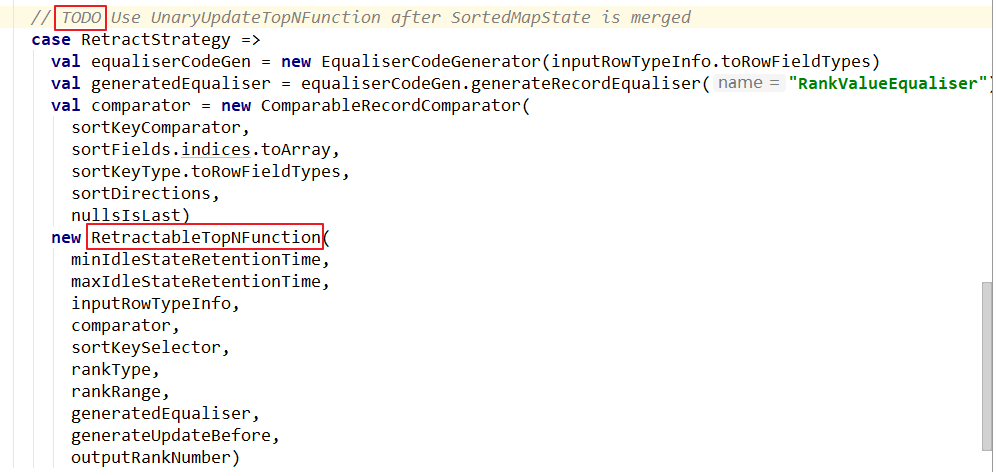 // TODO Use UnaryUpdateTopNFunction after SortedMapState is merged
case RetractStrategy =>
val equaliserCodeGen = new EqualiserCodeGenerator(inputRowTypeInfo.toRowFieldTypes)
val generatedEqualiser = equaliserCodeGen.generateRecordEqualiser( name = "RankValueEqualiser")
val comparator = new ComparableRecordComparator(
sortKeyComparator,
sortFields.indices.toArray,
sortKeyType.toRowFieldTypes,
sortDirections,
nullsIsLast)
new RetractableTopNFunction(
minIdleStateRetentionTime,
maxIdleStateRetentionTime,
inputRowTypeInfo,
comparator,
sortKeySelector,
rankType,
rankRange,
generatedEqualiser,
generateUpdateBefore,
outputRankNumber)